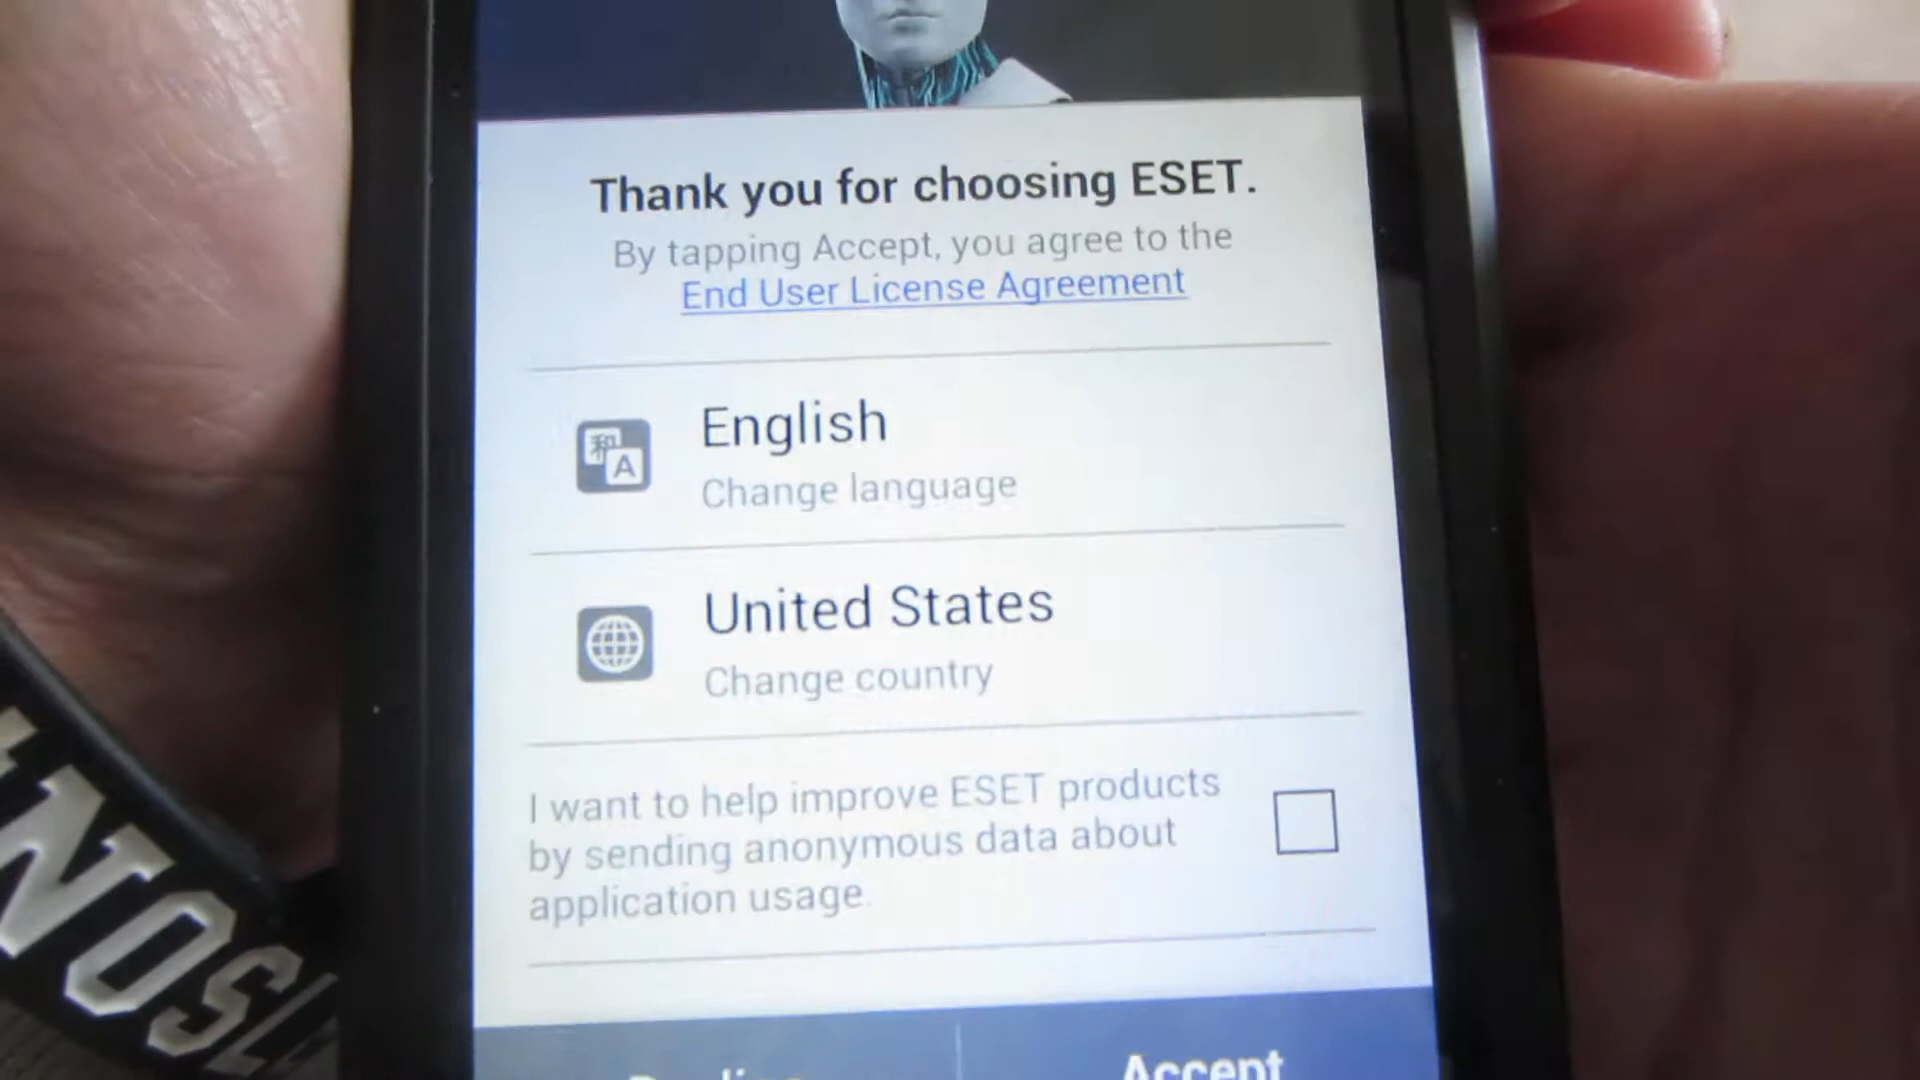 Thank you for choosing ESET.
By tapping Accept, you agree to the
End User License Agreement
English
Change language
United States
Change country
I want to help improve ESET products
by sending anonymous data about
application usage.
Accept